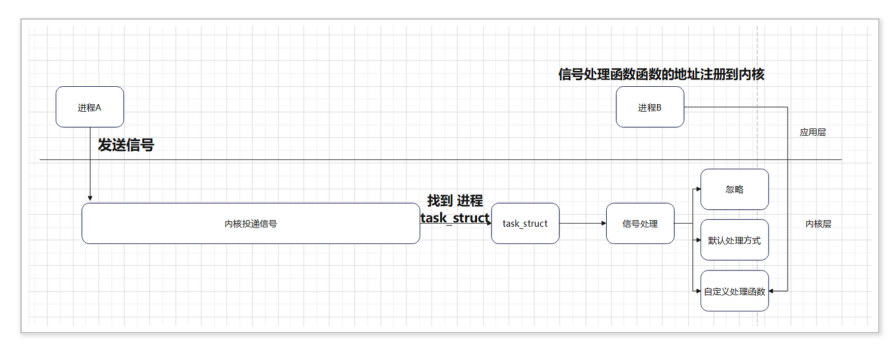 信号处理函数函数的地址注册到内核
进程A
进程B
发送信号
应用层
内核投递信号
找到 进程
task_struct
task_struct
信号处理
忽略
默认处理方式
自定义处理函数
内核层